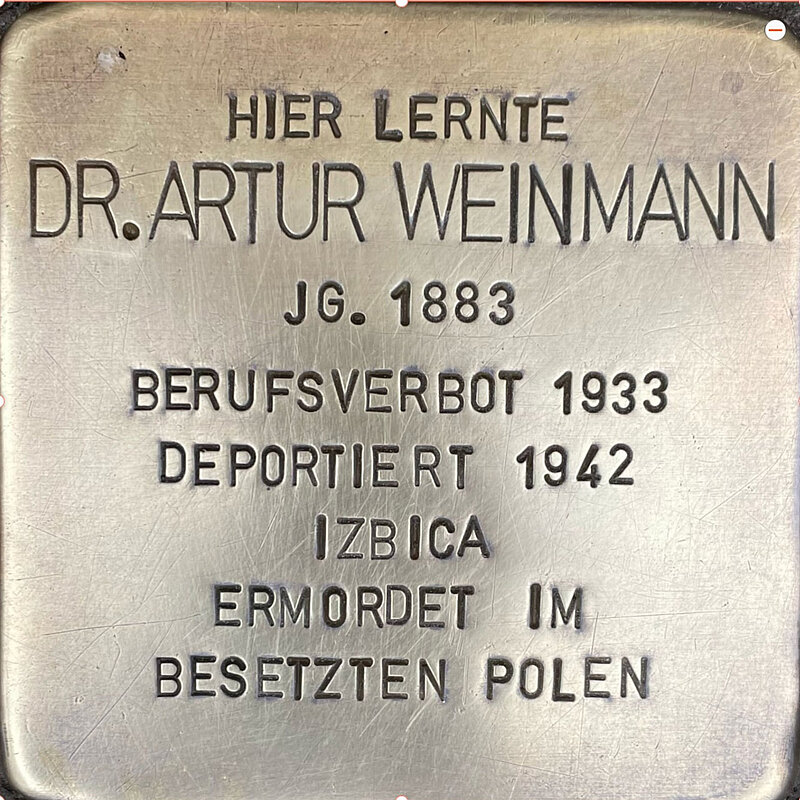 HIER LERNTE
DR. ARTUR WEINMANN
JG. 1883
BERUFSVERBOT 1933
DEPORTIERT 1942
IZBICA
ERMORDET IM
BESETZTEN POLEN